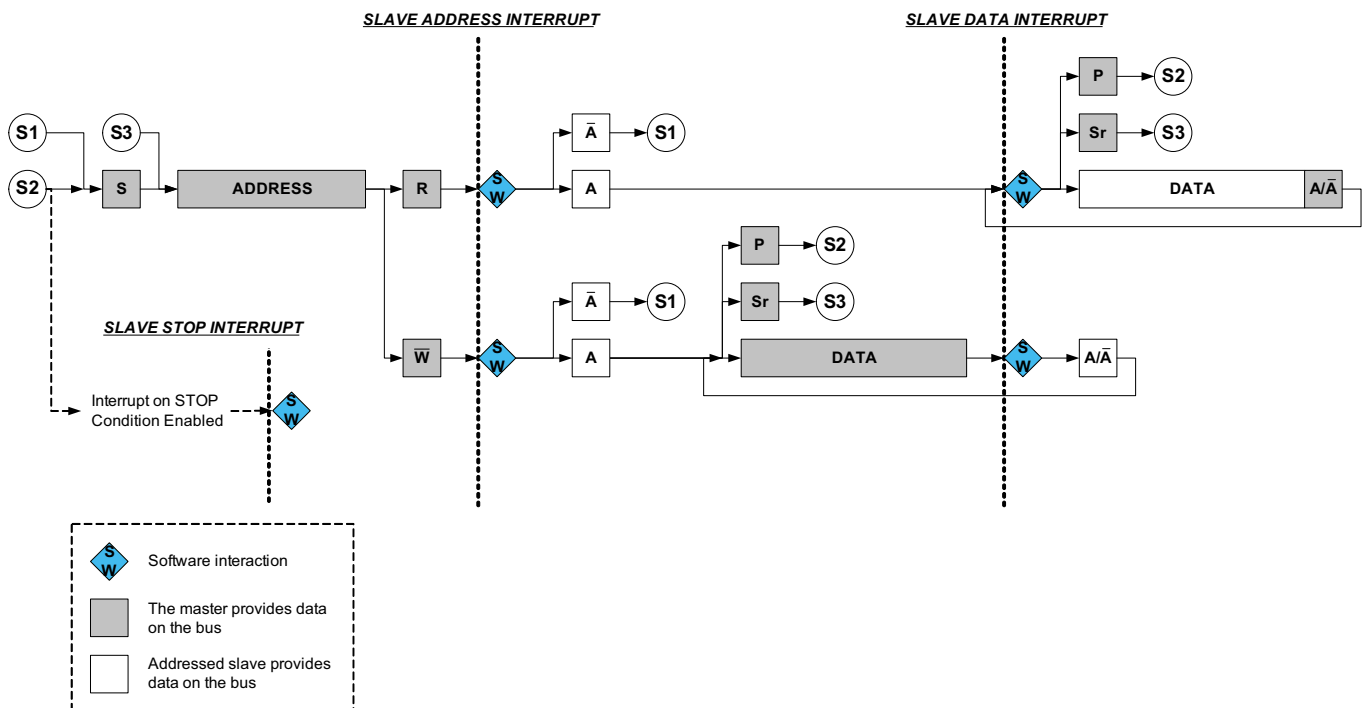 SLAVE ADDRESS INTERRUPT
SLAVE DATA INTERRUPT
P
S2
S1
S3
A̅
S1
Sr
S3
S2
S
ADDRESS
R
S
W
A
S
W
DATA
A/A̅
P
S2
A̅
S1
Sr
S3
SLAVE STOP INTERRUPT
W̅
S
W
A
DATA
S
W
A/A̅
Interrupt on STOP
Condition Enabled
S
W
S
W
Software interaction
The master provides data
on the bus
Addressed slave provides
data on the bus